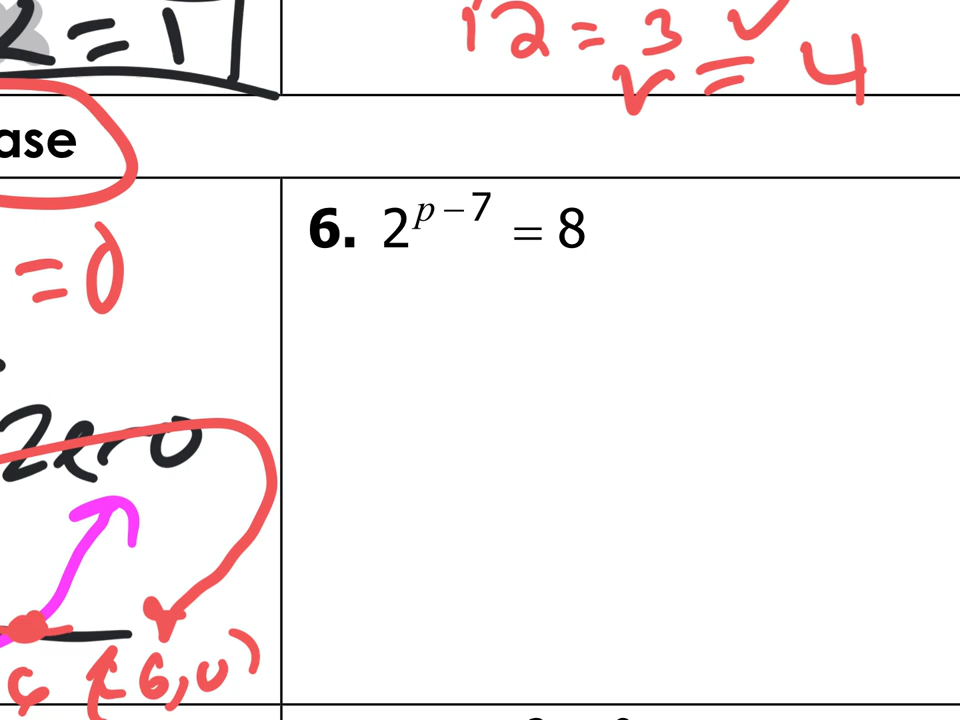 = 1
12 = 3 ✓
r = 4
ase
= 0
6. 2^{p-7} = 8
zero
(-6,0)